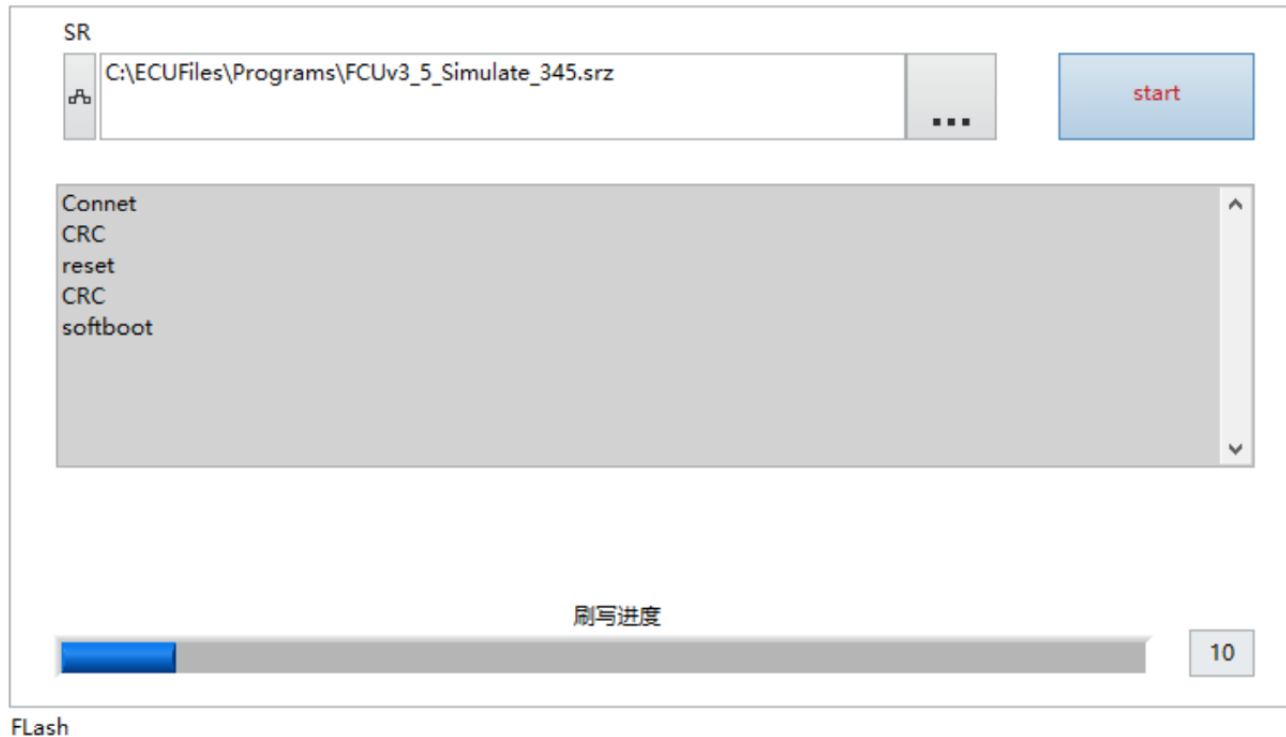 SR
C:\ECUFiles\Programs\FCUv3_5_Simulate_345.srz
...
start
Connet
CRC
reset
CRC
softboot
刷写进度
10
FLash